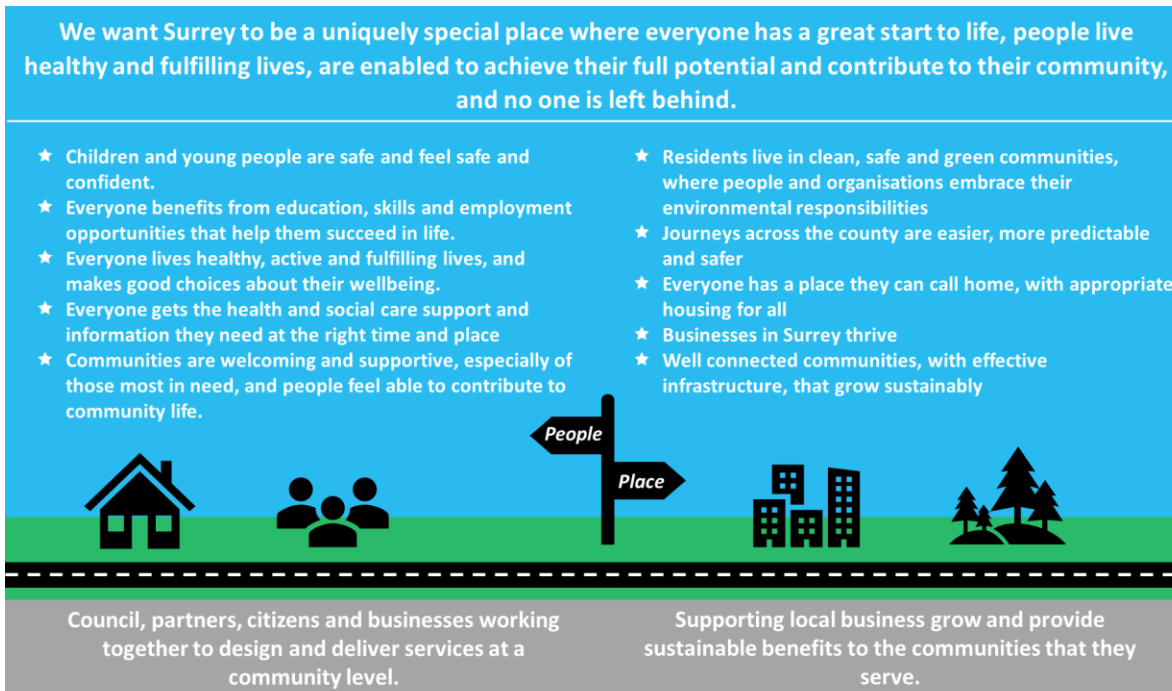 We want Surrey to be a uniquely special place where everyone has a great start to life, people live
healthy and fulfilling lives, are enabled to achieve their full potential and contribute to their community,
and no one is left behind.
Children and young people are safe and feel safe and
confident.
Everyone benefits from education, skills and employment
opportunities that help them succeed in life.
Everyone lives healthy, active and fulfilling lives, and
makes good choices about their wellbeing.
Everyone gets the health and social care support and
information they need at the right time and place
Communities are welcoming and supportive, especially of
those most in need, and people feel able to contribute to
community life.
Residents live in clean, safe and green communities,
where people and organisations embrace their
environmental responsibilities
Journeys across the county are easier, more predictable
and safer
Everyone has a place they can call home, with appropriate
housing for all
Businesses in Surrey thrive
Well connected communities, with effective
infrastructure, that grow sustainably
People
Place
Council, partners, citizens and businesses working
together to design and deliver services at a
community level.
Supporting local business grow and provide
sustainable benefits to the communities that they
serve.